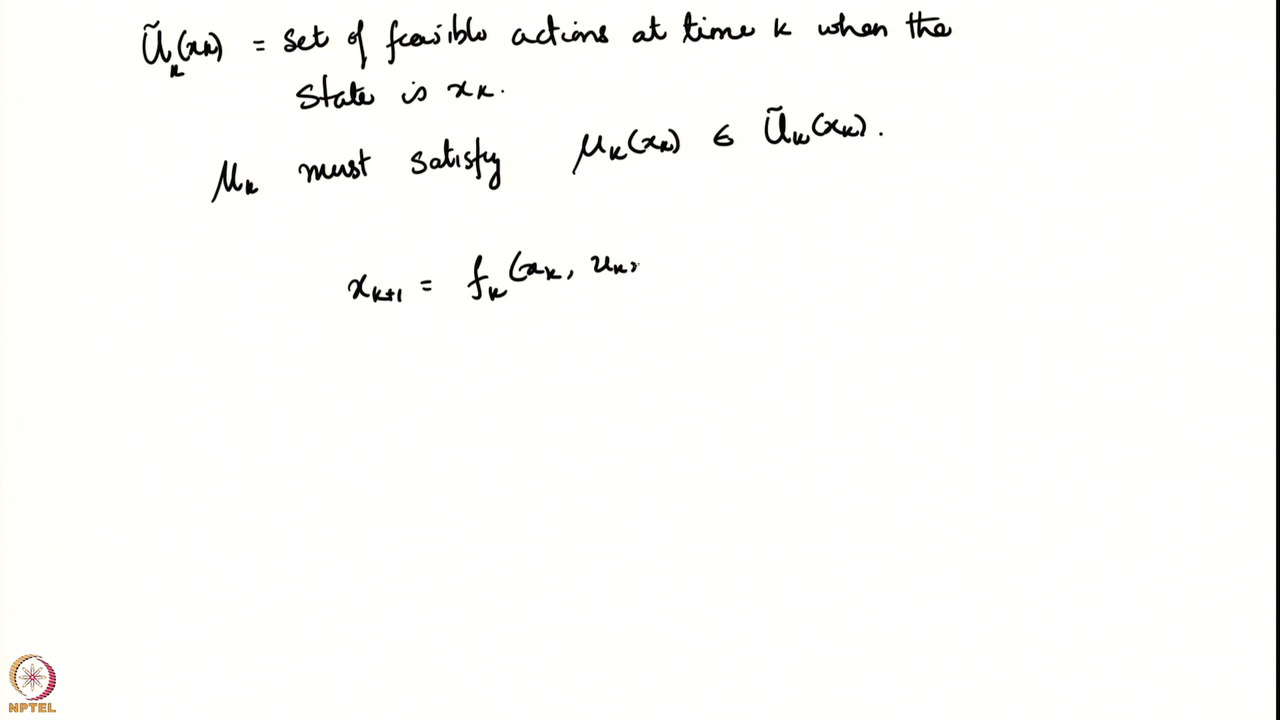 Ũₖ(xₖ) = set of feasible actions at time k when the
state is xₖ.
μₖ must satisfy μₖ(xₖ) ∈ Ũₖ(xₖ).
xₖ₊₁ = fₖ(xₖ, uₖ,
NPTEL